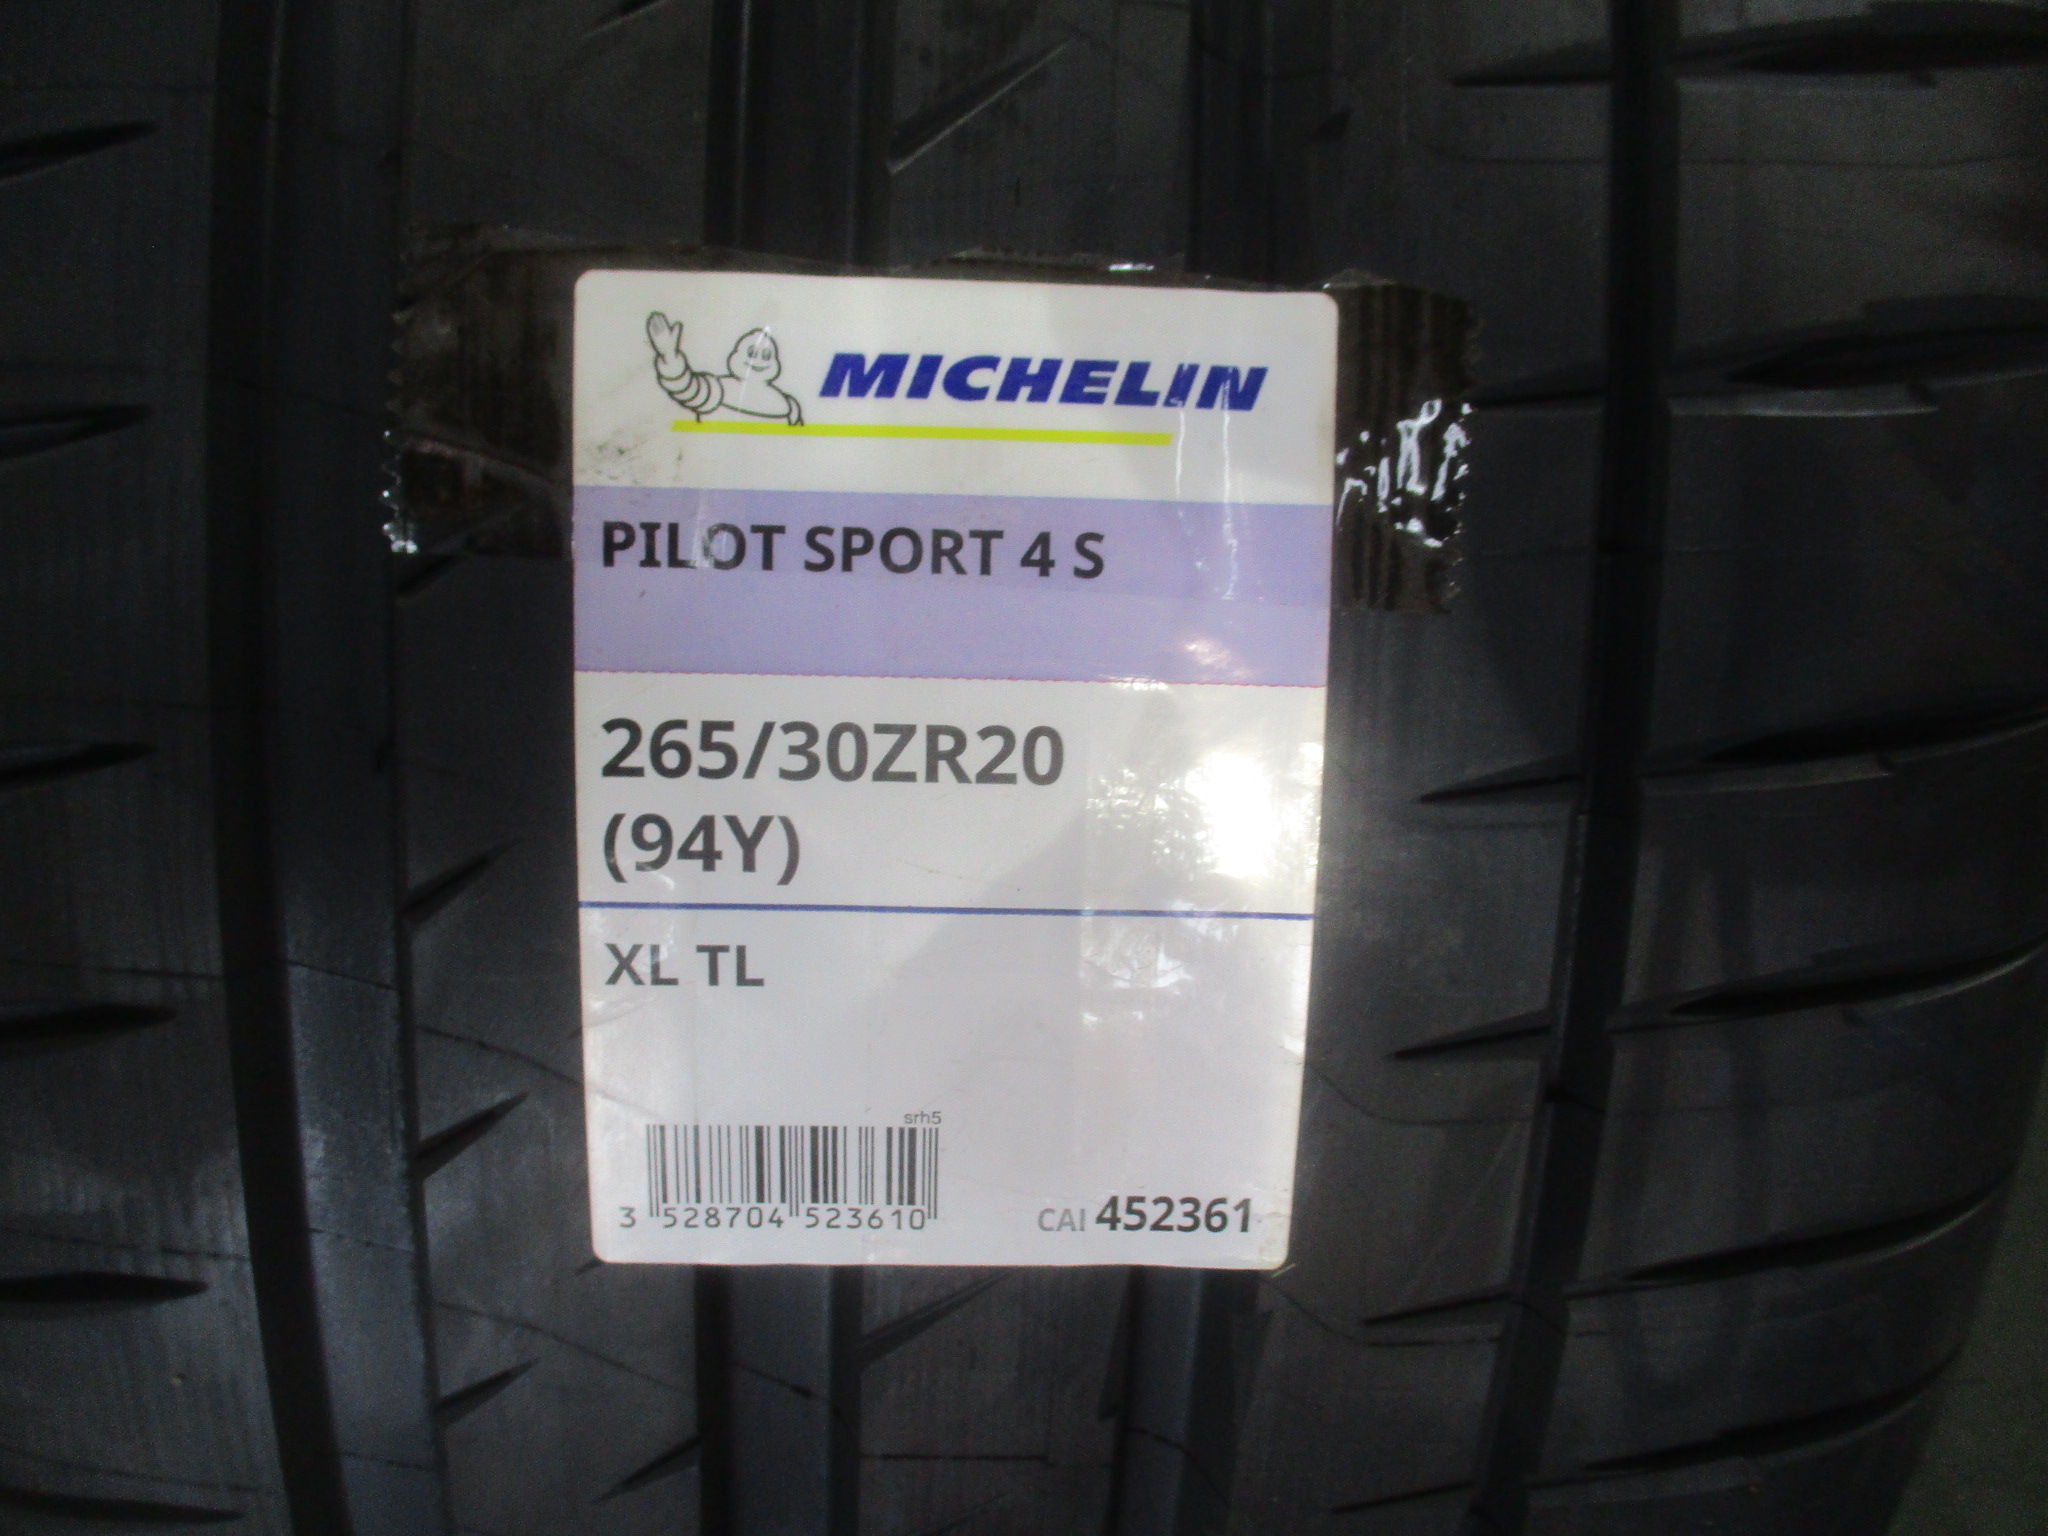 MICHELIN
PILOT SPORT 4 S
265/30ZR20
(94Y)
XL TL
srh5
3 528704 523610
CAI 452361